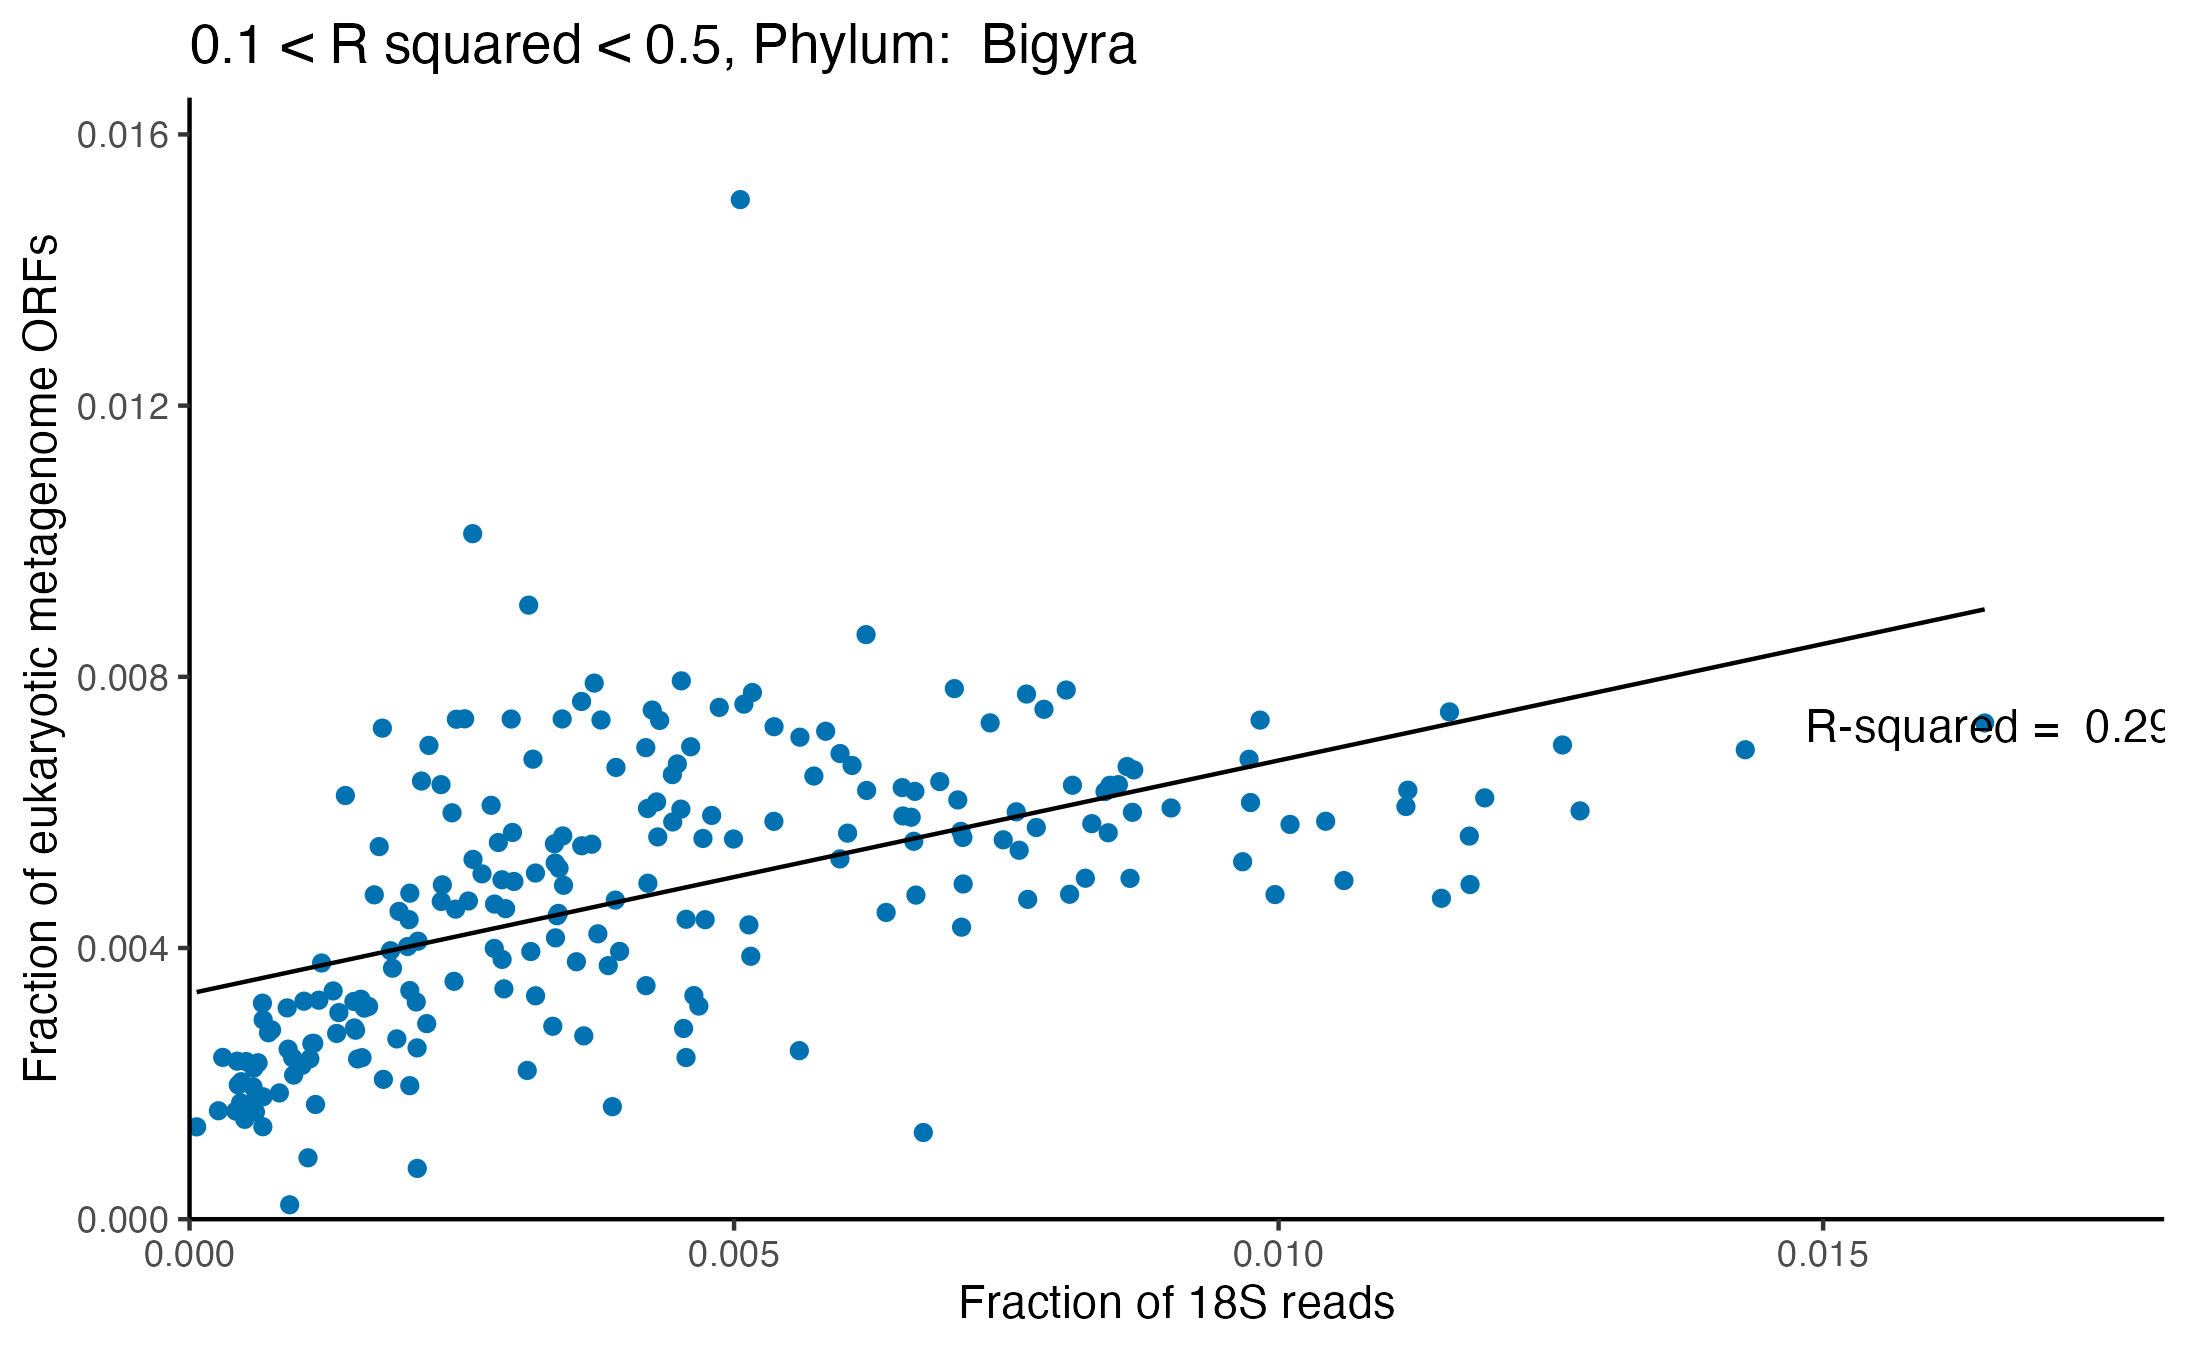 0.1 < R squared < 0.5, Phylum:  Bigyra
Fraction of eukaryotic metagenome ORFs
0.016
0.012
0.008
0.004
0.000
R-squared =  0.29
0.000
0.005
0.010
0.015
Fraction of 18S reads